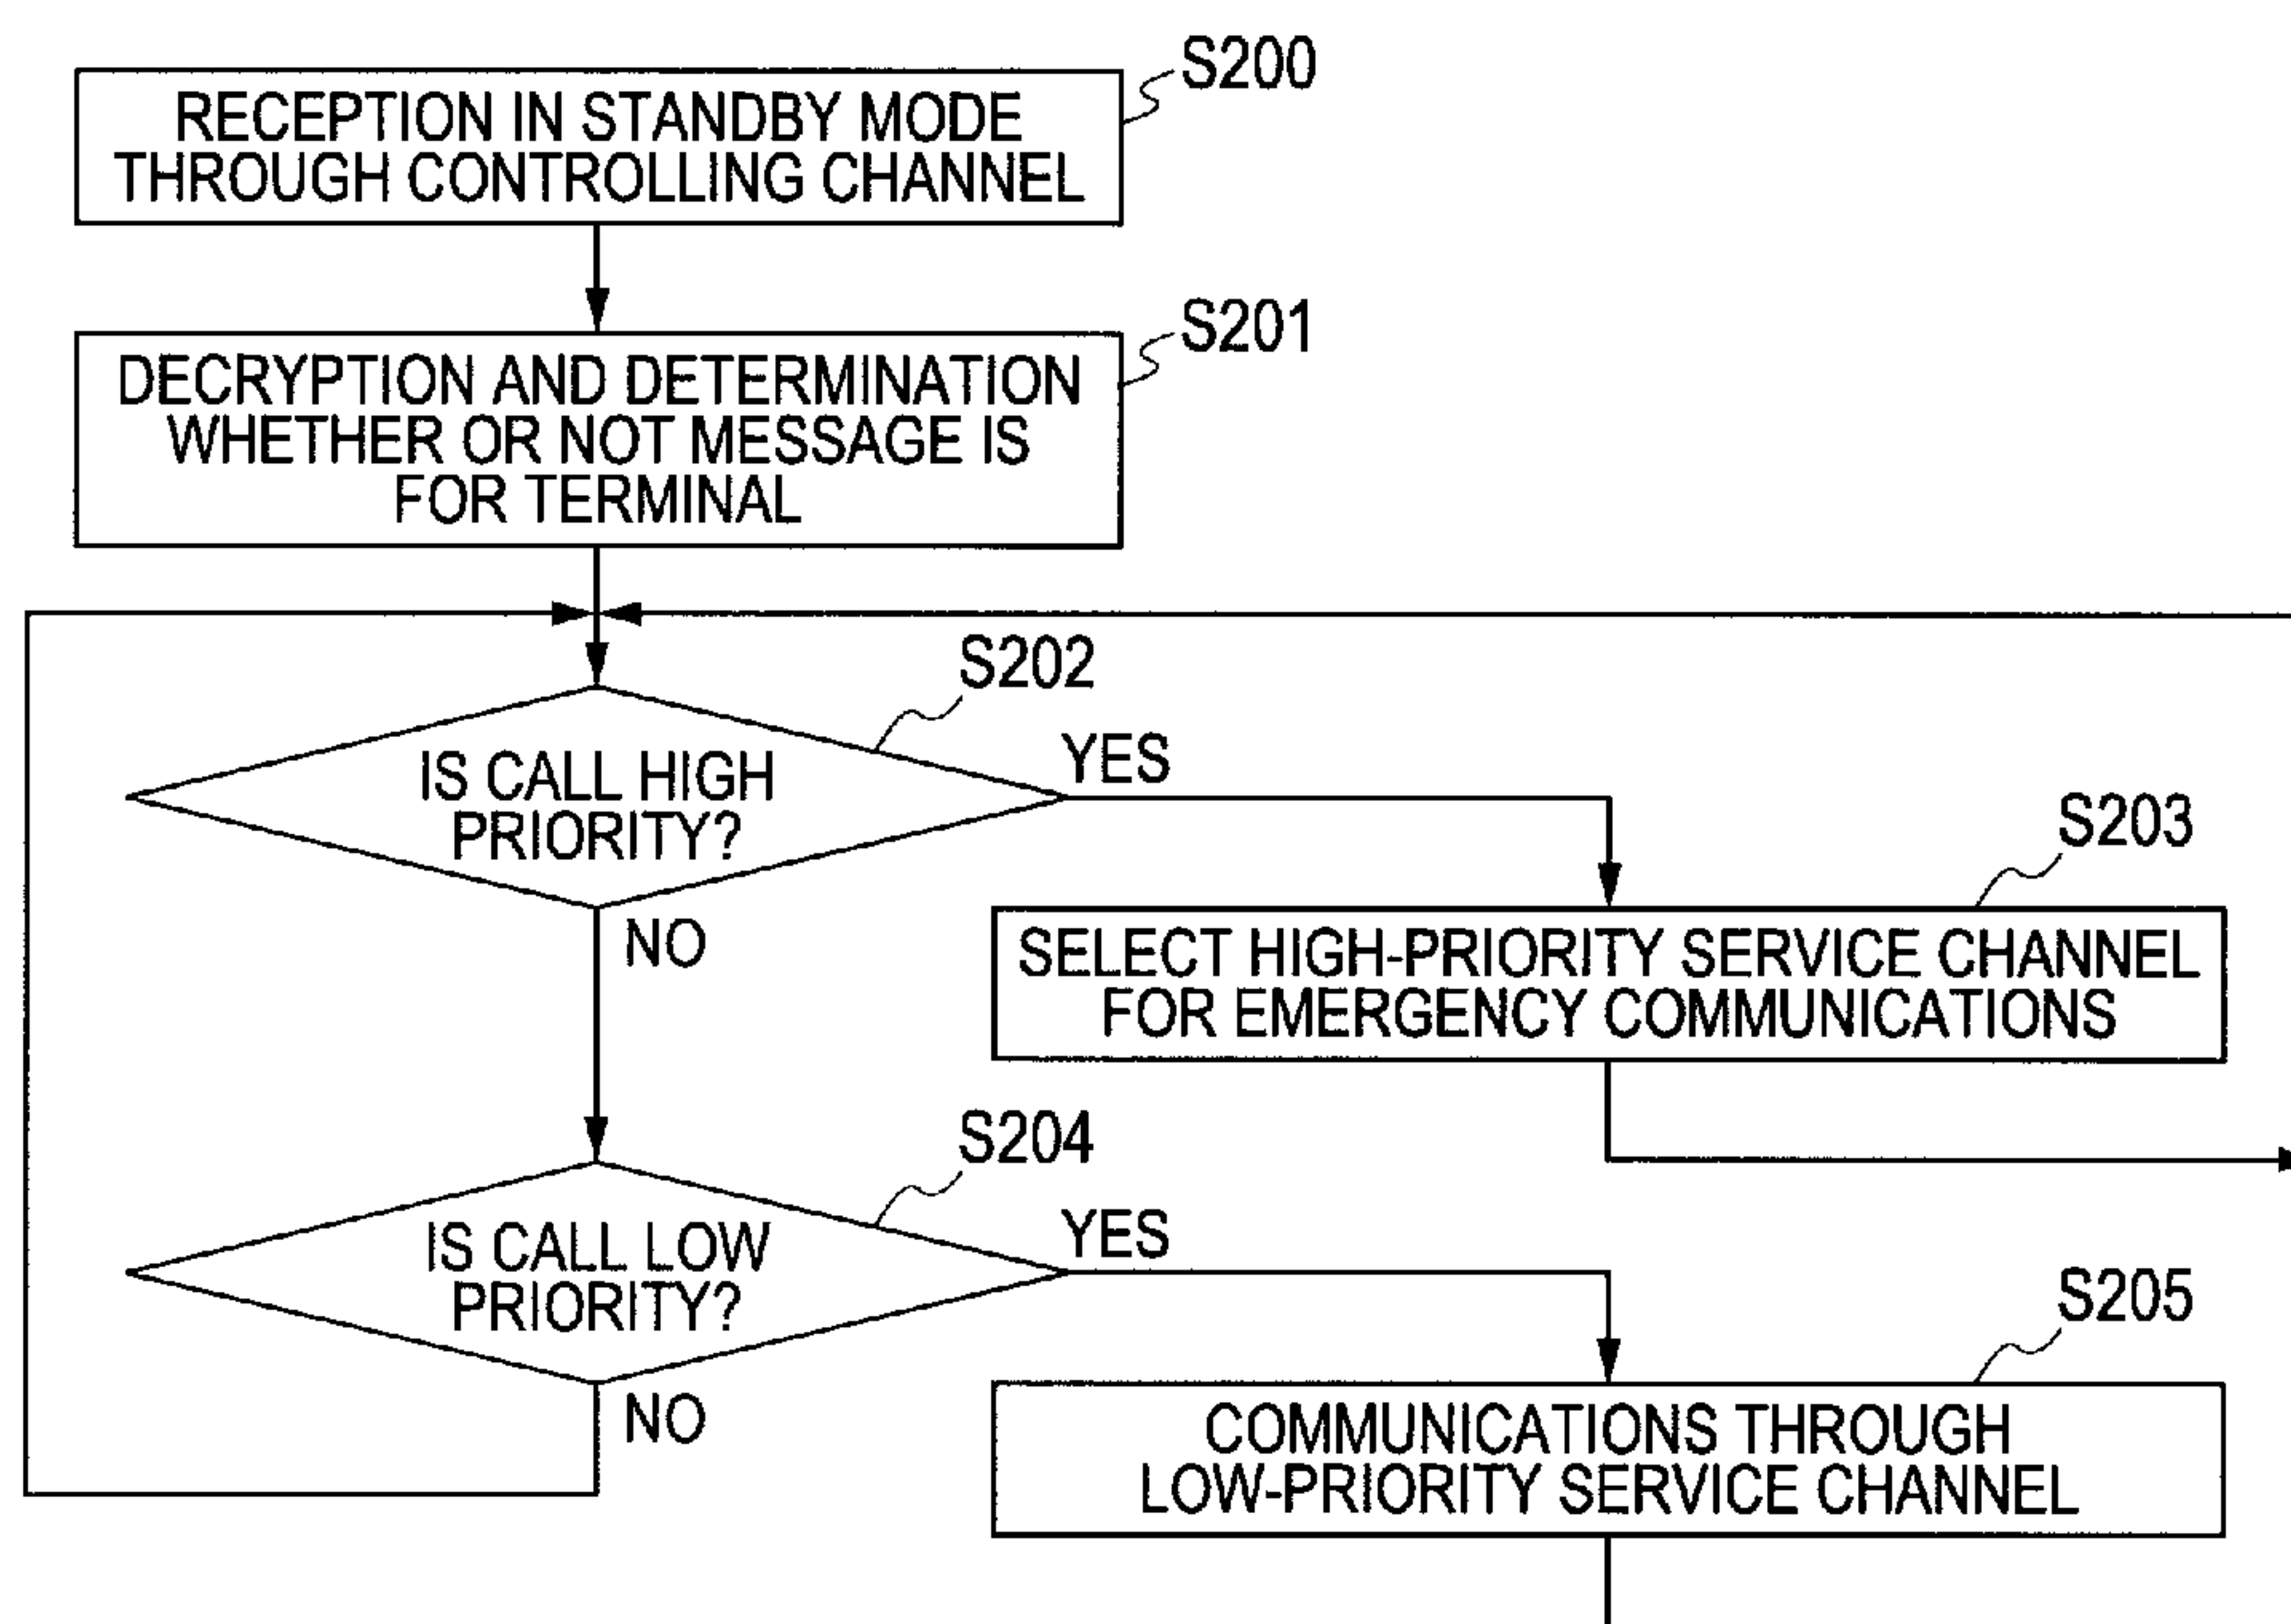 S200
RECEPTION IN STANDBY MODE
THROUGH CONTROLLING CHANNEL
S201
DECRYPTION AND DETERMINATION
WHETHER OR NOT MESSAGE IS
FOR TERMINAL
S202
IS CALL HIGH
PRIORITY?
YES
NO
S203
SELECT HIGH-PRIORITY SERVICE CHANNEL
FOR EMERGENCY COMMUNICATIONS
S204
IS CALL LOW
PRIORITY?
YES
NO
S205
COMMUNICATIONS THROUGH
LOW-PRIORITY SERVICE CHANNEL